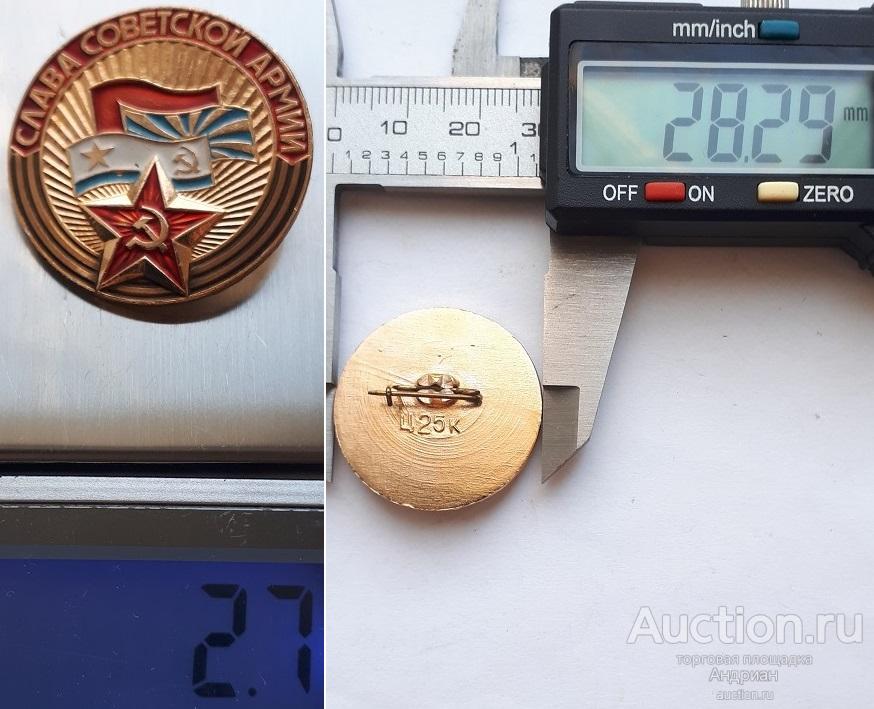 СЛАВА СОВЕТСКОЙ АРМИИ
2.7
mm/inch
28.29 mm
0 10 20 30
1 2 3 4 5 6 7 8 9 1
OFF ON ZERO
Ц25К
Auction.ru
торговая площадка
Андриан
auction.ru